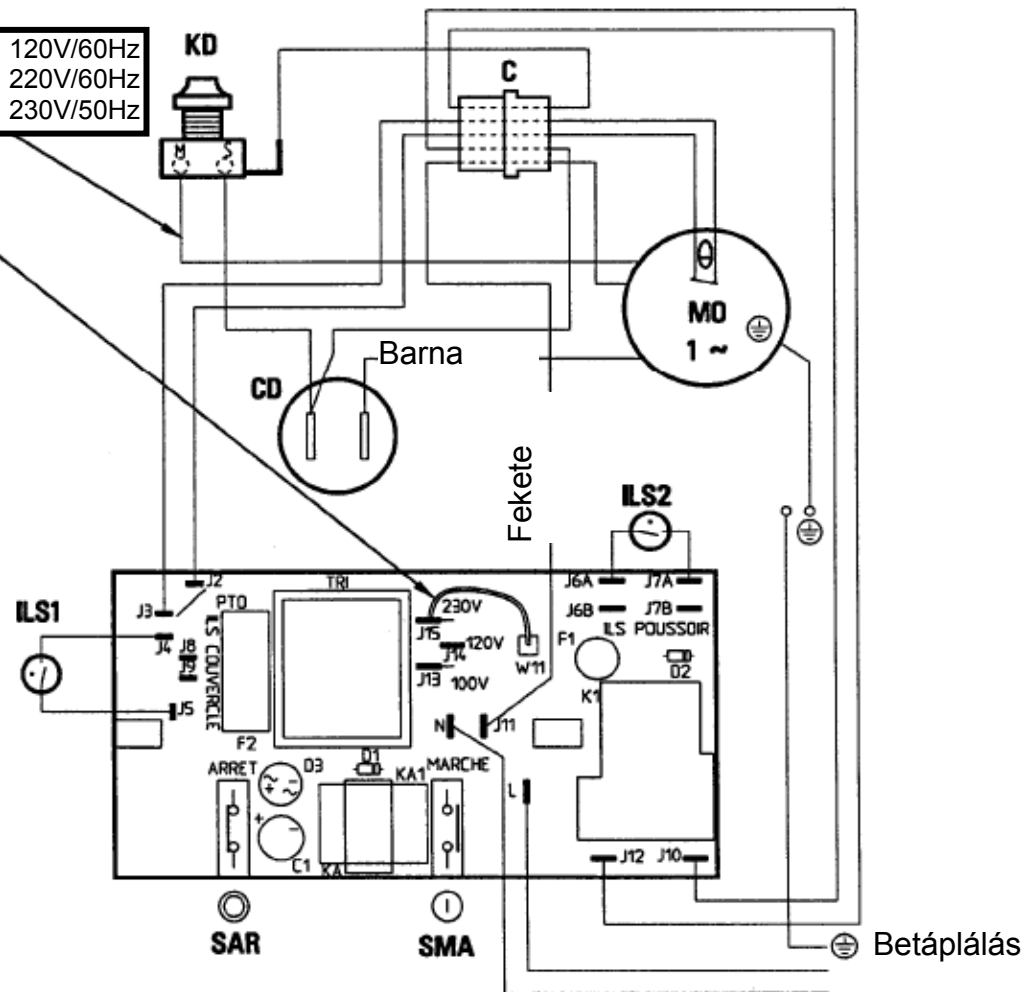 120V/60Hz
220V/60Hz
230V/50Hz
KD
C
M S
MO
1 ~
CD
Barna
Fekete
ILS2
ILS1
J2
J3
J4
PTO
TRI
230V
J15
120V
J14
J13
100V
W11
J6A J7A
J6B J7B
ILS POUSSOIR
F1
D2
K1
J8
ILS COUVERCLE
J5
F2
N
J11
ARRET
D3
D1
KA1
MARCHE
L
+ -
C1
KA
J12 J10
SAR
SMA
Betáplálás